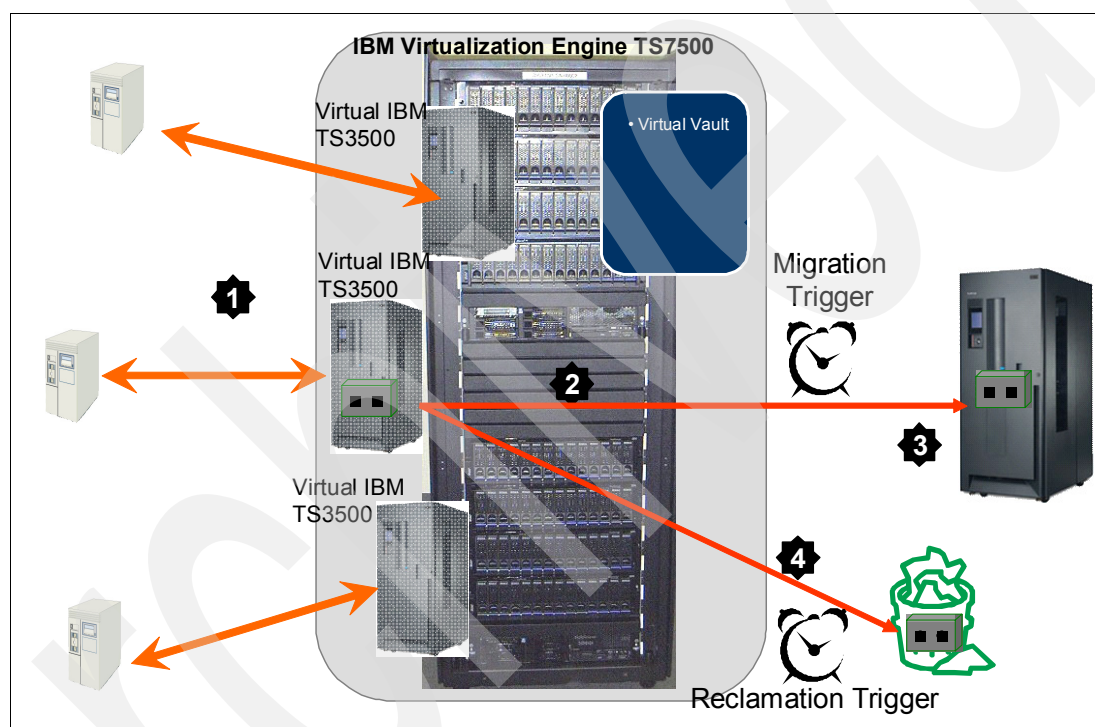 IBM Virtualization Engine TS7500
Virtual IBM
TS3500
• Virtual Vault
Virtual IBM
TS3500
Migration
Trigger
1
2
3
Virtual IBM
TS3500
4
Reclamation Trigger